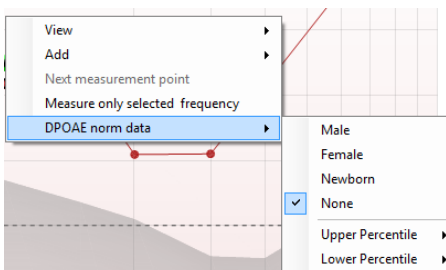 View
Add
Next measurement point
Measure only selected frequency
DPOAE norm data
Male
Female
Newborn
None
Upper Percentile
Lower Percentile